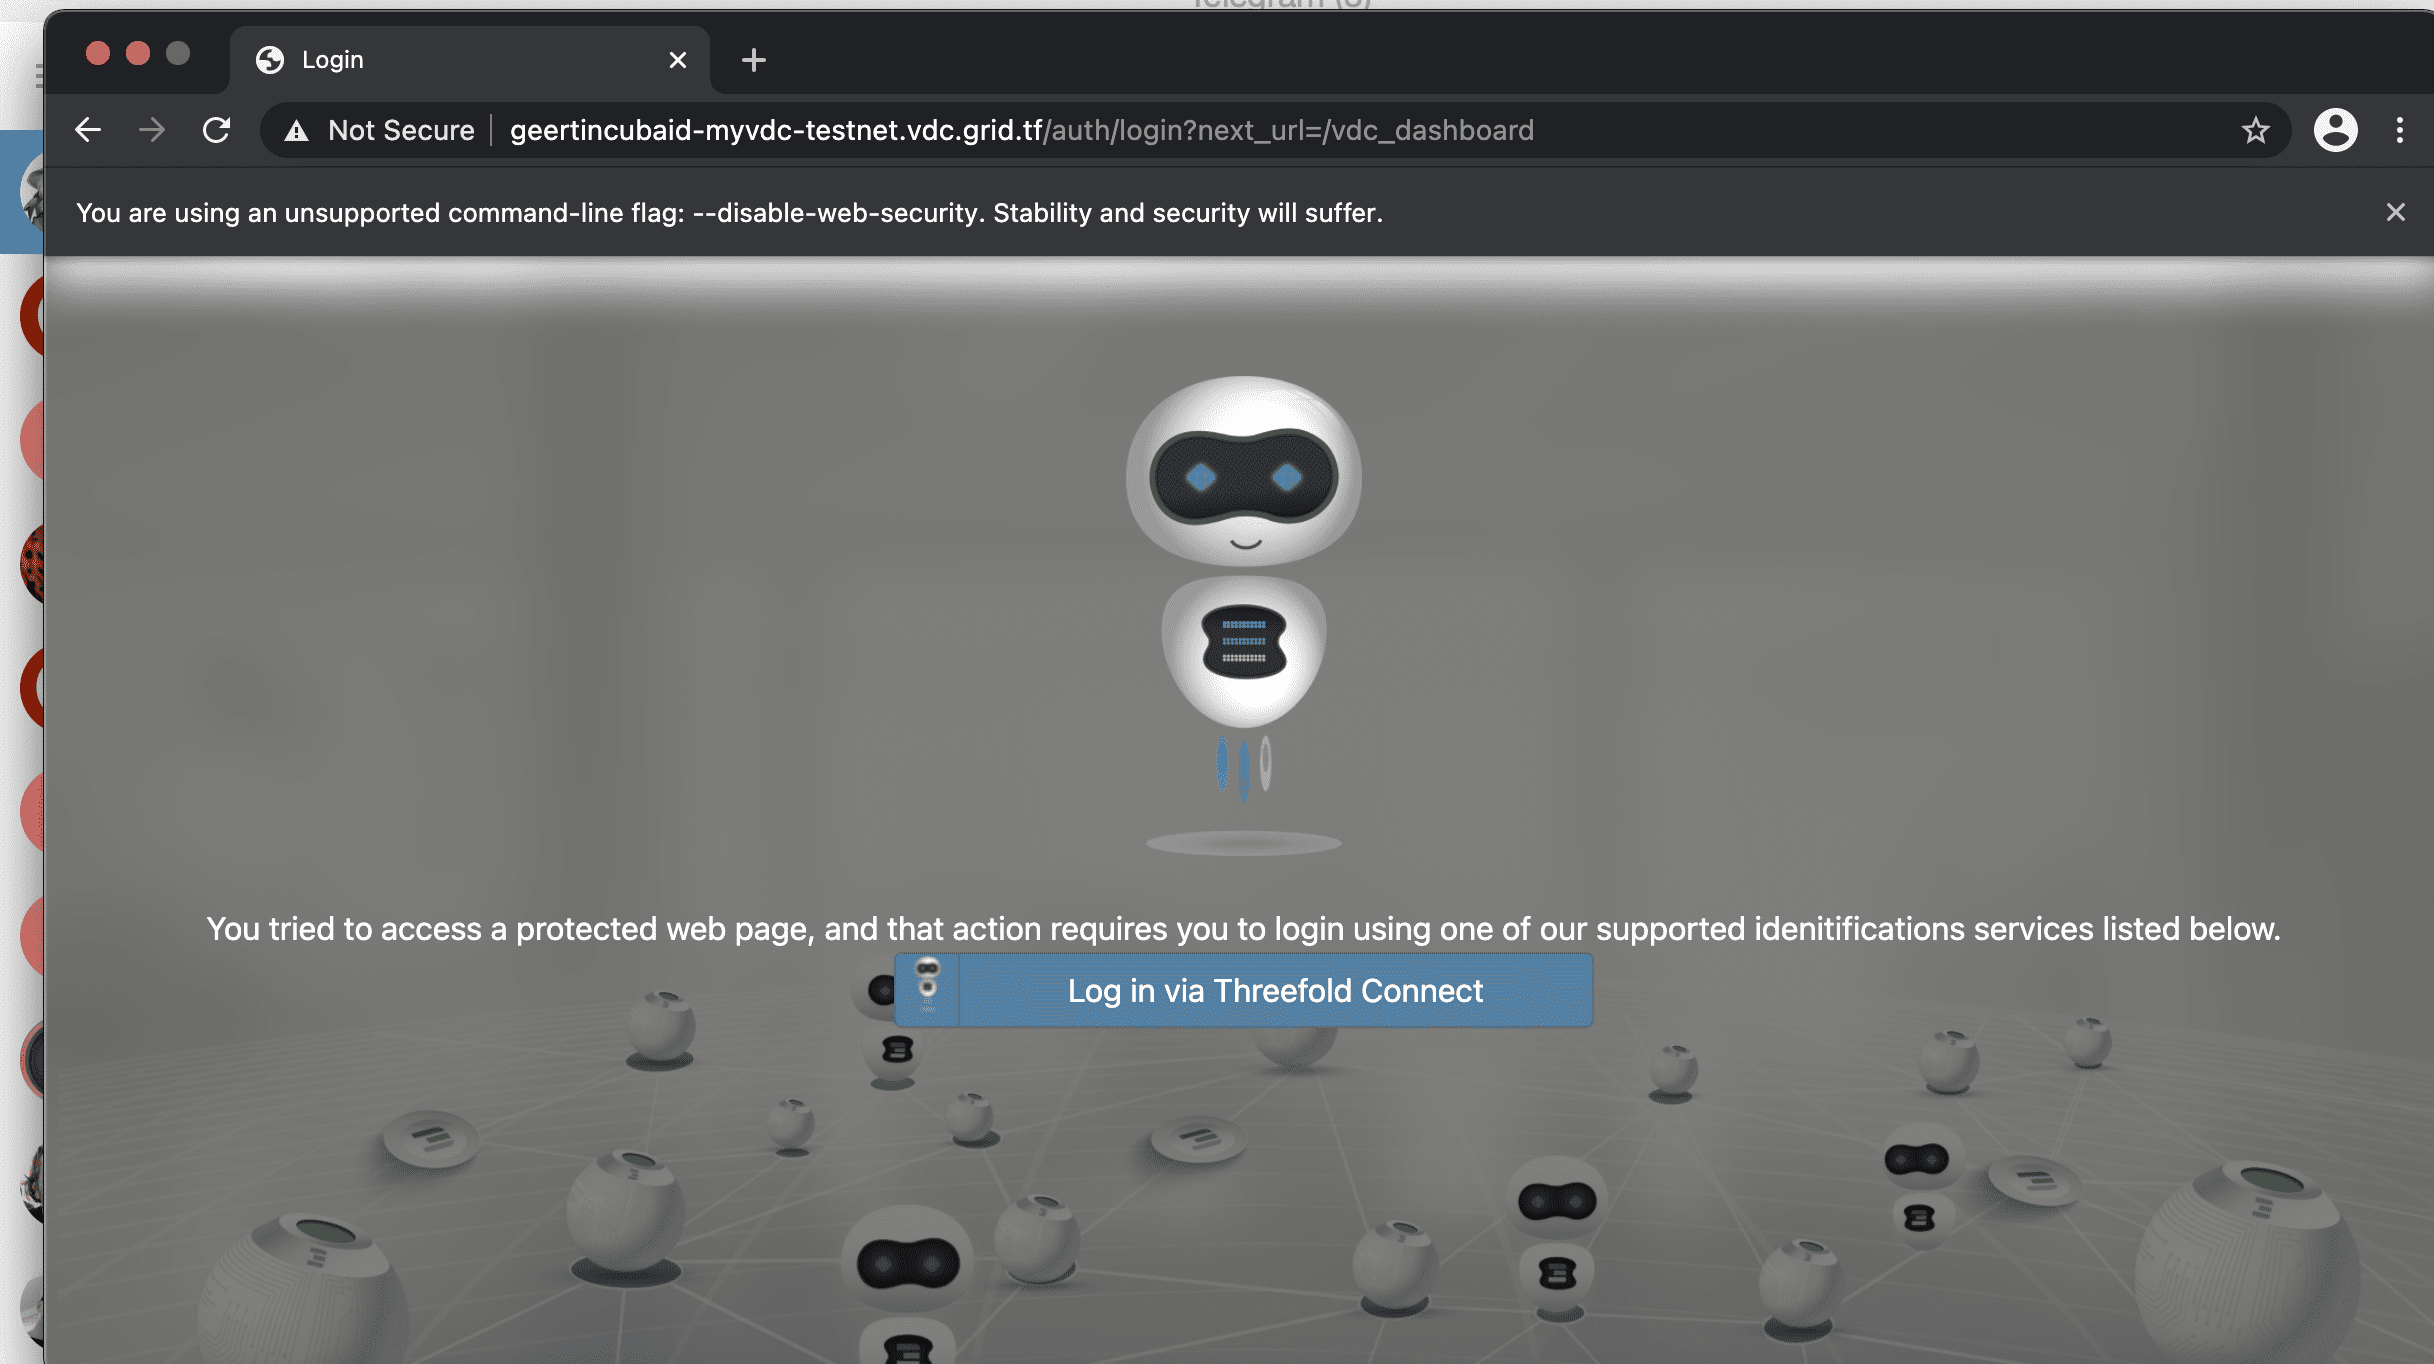 Telegram (8)
Login
Not Secure
geertincubaid-myvdc-testnet.vdc.grid.tf/auth/login?next_url=/vdc_dashboard
You are using an unsupported command-line flag: --disable-web-security. Stability and security will suffer.
You tried to access a protected web page, and that action requires you to login using one of our supported idenitifications services listed below.
Log in via Threefold Connect